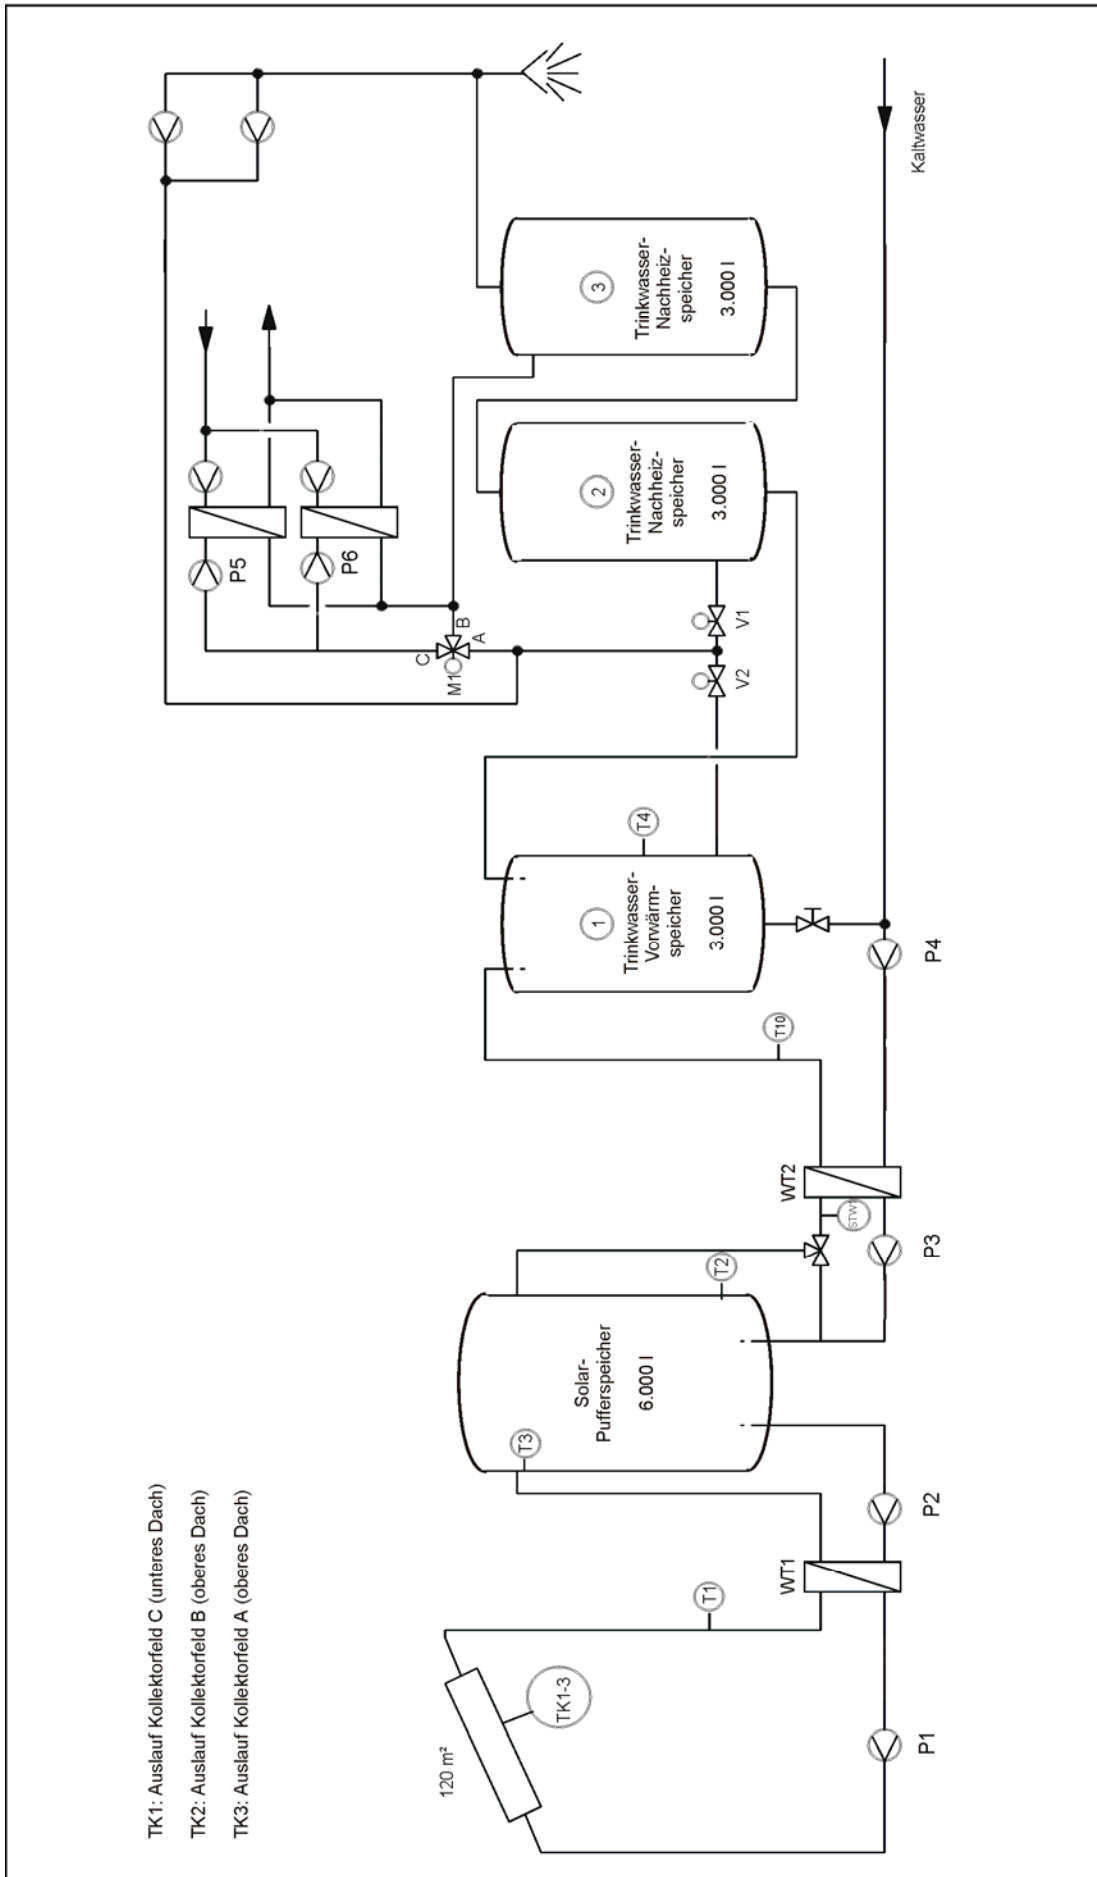 TK1: Auslauf Kollektorfeld C (unteres Dach)
TK2: Auslauf Kollektorfeld B (oberes Dach)
TK3: Auslauf Kollektorfeld A (oberes Dach)
120 m²
TK1-3
T1
P1
WT1
P2
T3
Solar-
Pufferspeicher
6.000 l
T2
STW1
P3
WT2
T10
1
Trinkwasser-
Vorwärm-
speicher
3.000 l
T4
P4
M1
C
B
A
P5
P6
V2
V1
2
Trinkwasser-
Nachheiz-
speicher
3.000 l
3
Trinkwasser-
Nachheiz-
speicher
3.000 l
Kaltwasser